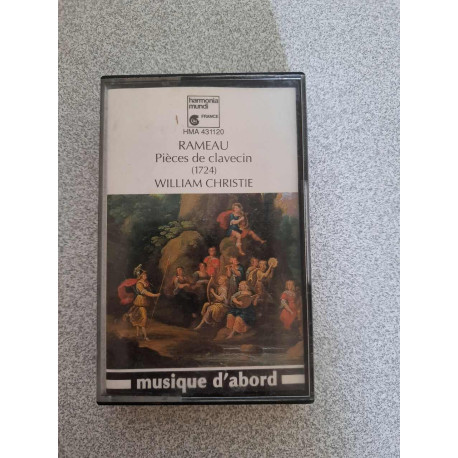 harmonia
mundi
FRANCE
HMA 431120
RAMEAU
Pièces de clavecin
(1724)
WILLIAM CHRISTIE
musique d'abord